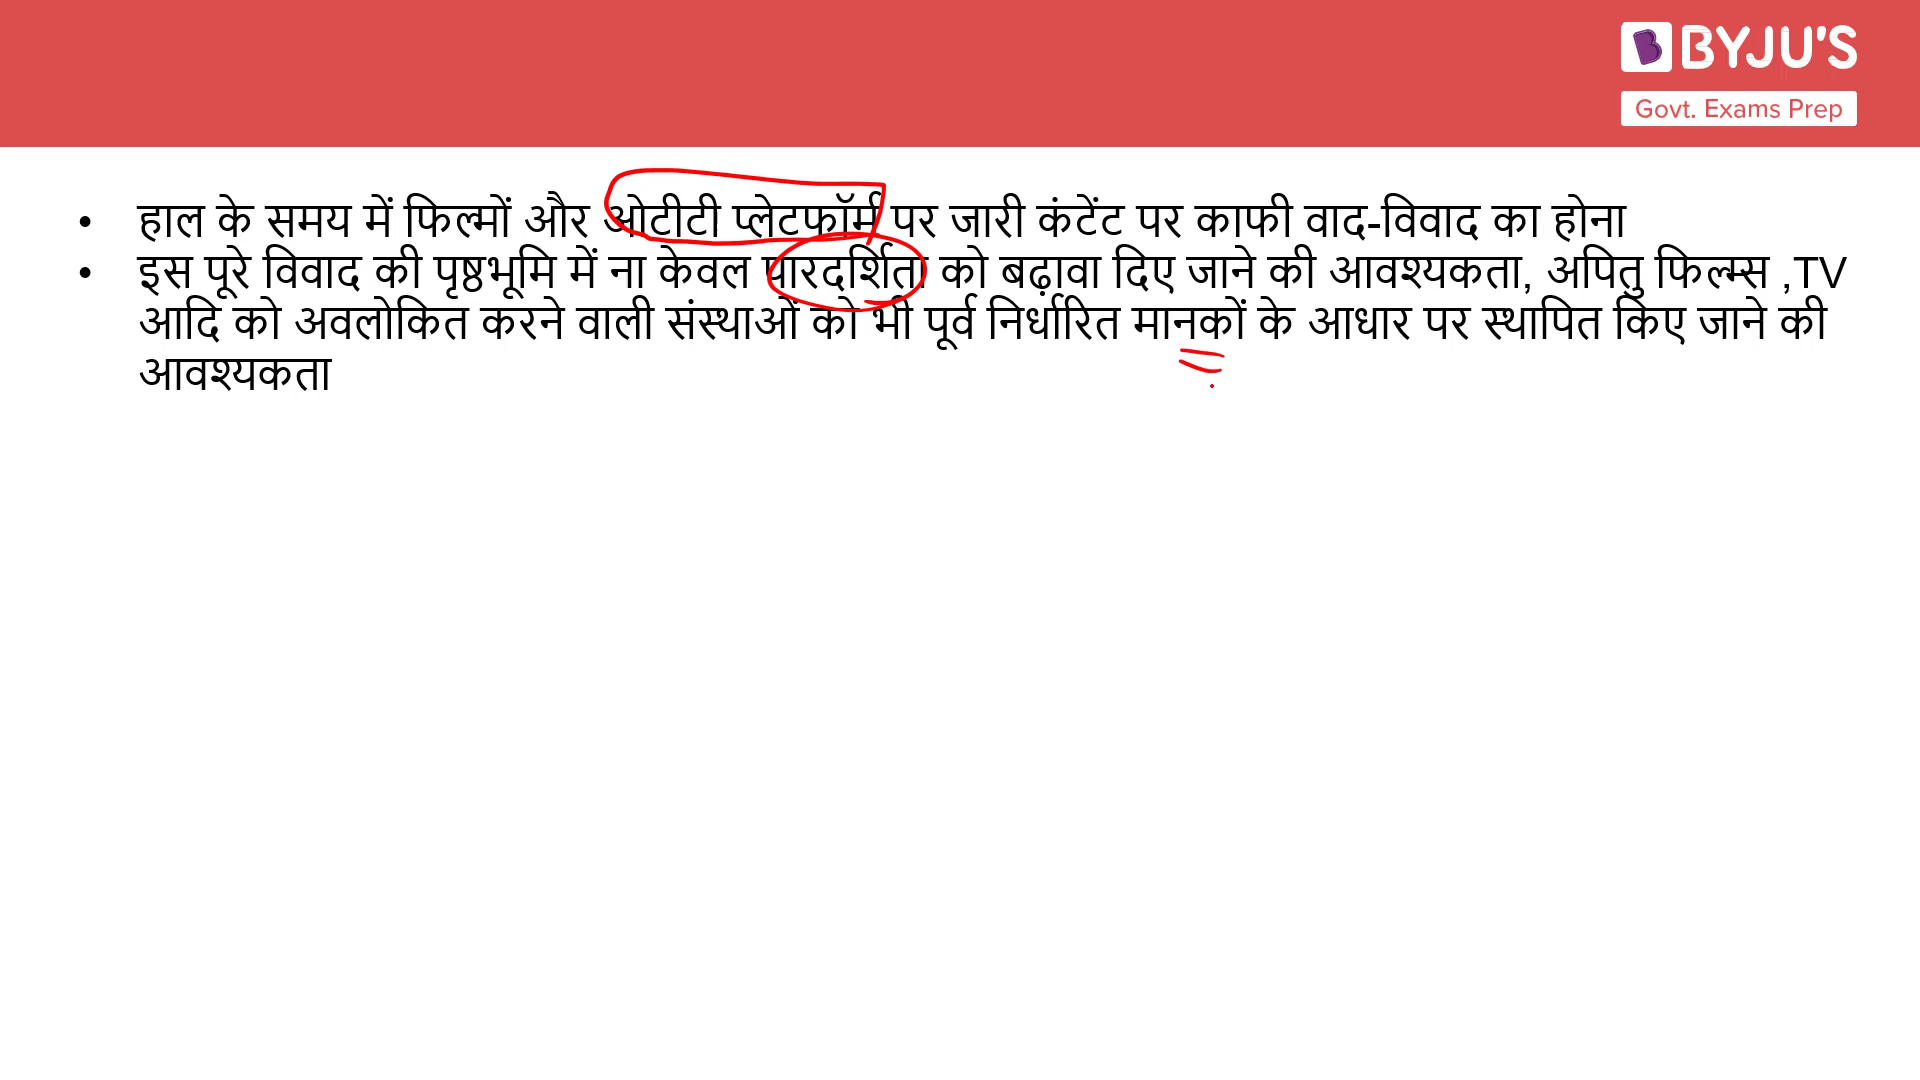 BYJU'S
Govt. Exams Prep
• हाल के समय में फिल्मों और ओटीटी प्लेटफॉर्म पर जारी कंटेंट पर काफी वाद-विवाद का होना
• इस पूरे विवाद की पृष्ठभूमि में ना केवल पारदर्शिता को बढ़ावा दिए जाने की आवश्यकता, अपितु फिल्म्स ,TV
आदि को अवलोकित करने वाली संस्थाओं को भी पूर्व निर्धारित मानकों के आधार पर स्थापित किए जाने की
आवश्यकता